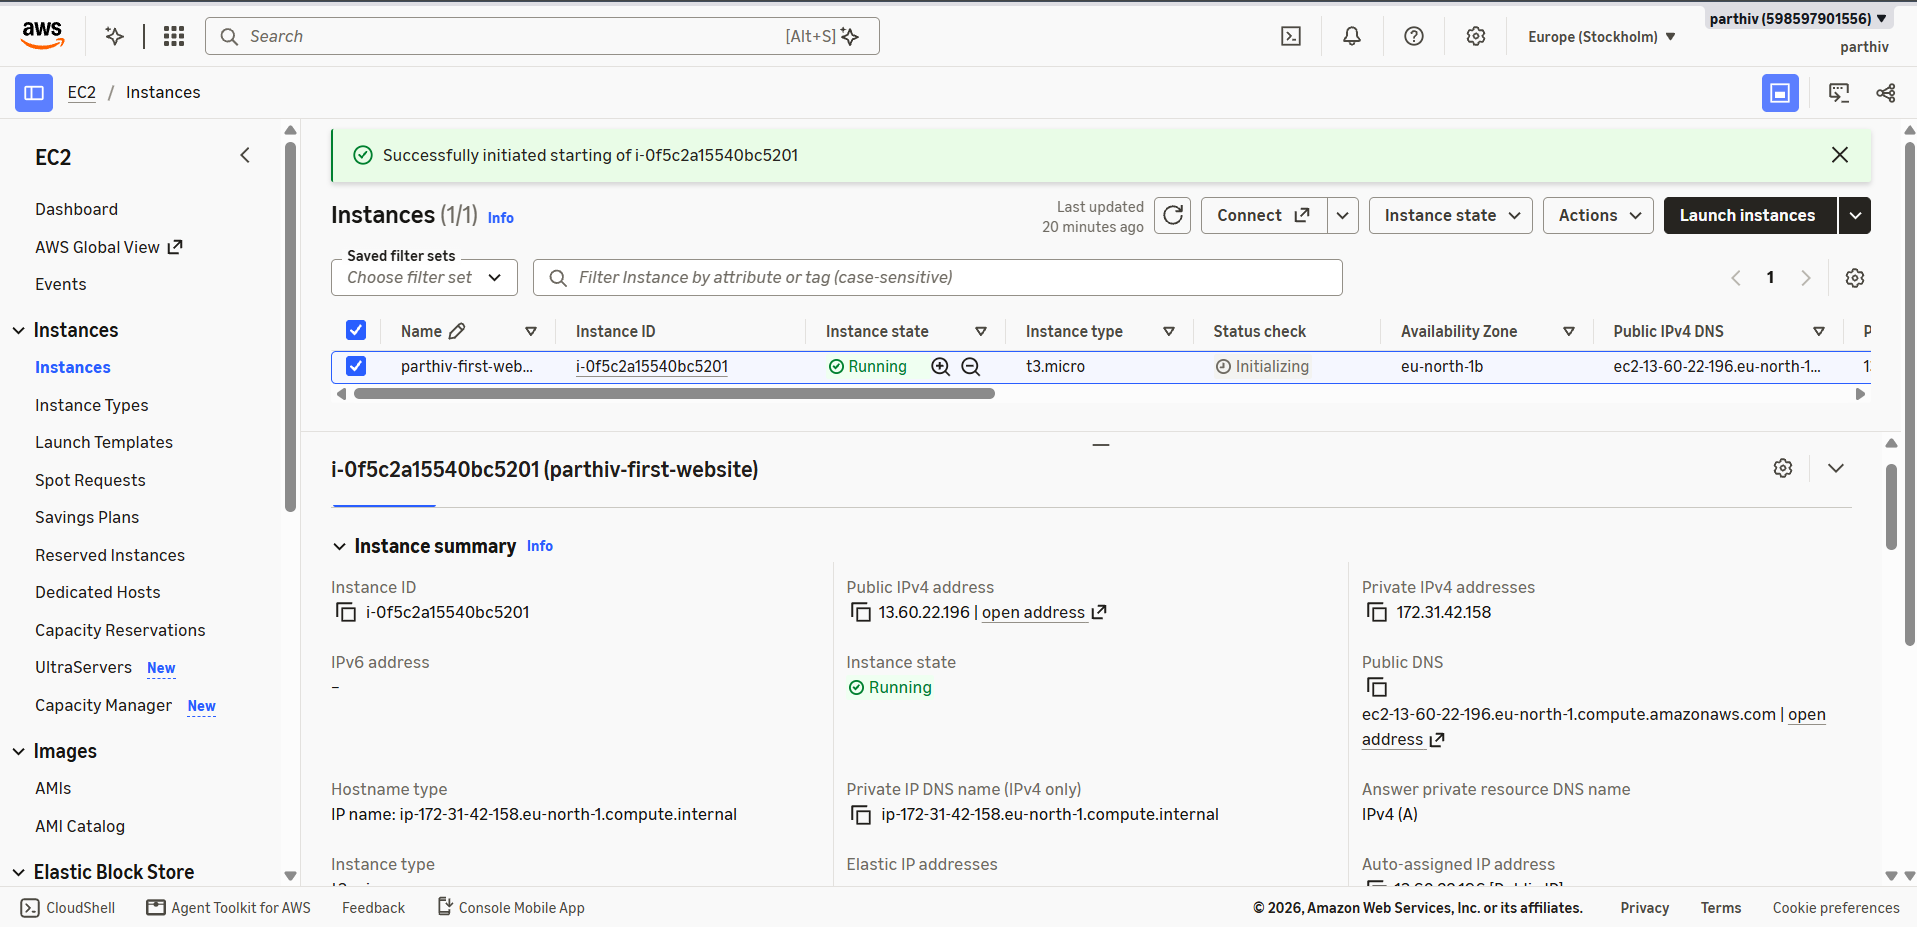 aws
Search
[Alt+S]
Europe (Stockholm)
parthiv (598597901556)
parthiv
EC2 / Instances
EC2
Dashboard
AWS Global View
Events
Instances
Instances
Instance Types
Launch Templates
Spot Requests
Savings Plans
Reserved Instances
Dedicated Hosts
Capacity Reservations
UltraServers New
Capacity Manager New
Images
AMIs
AMI Catalog
Elastic Block Store
Successfully initiated starting of i-0f5c2a15540bc5201
Instances (1/1) Info
Last updated
20 minutes ago
Connect
Instance state
Actions
Launch instances
Saved filter sets
Choose filter set
Filter Instance by attribute or tag (case-sensitive)
1
Name Instance ID Instance state Instance type Status check Availability Zone Public IPv4 DNS
parthiv-first-web... i-0f5c2a15540bc5201 Running t3.micro Initializing eu-north-1b ec2-13-60-22-196.eu-north-1...
i-0f5c2a15540bc5201 (parthiv-first-website)
Instance summary Info
Instance ID
i-0f5c2a15540bc5201
Public IPv4 address
13.60.22.196 | open address
Private IPv4 addresses
172.31.42.158
IPv6 address
–
Instance state
Running
Public DNS
ec2-13-60-22-196.eu-north-1.compute.amazonaws.com | open
address
Hostname type
IP name: ip-172-31-42-158.eu-north-1.compute.internal
Private IP DNS name (IPv4 only)
ip-172-31-42-158.eu-north-1.compute.internal
Answer private resource DNS name
IPv4 (A)
Instance type
Elastic IP addresses
Auto-assigned IP address
CloudShell
Agent Toolkit for AWS
Feedback
Console Mobile App
© 2026, Amazon Web Services, Inc. or its affiliates.
Privacy
Terms
Cookie preferences